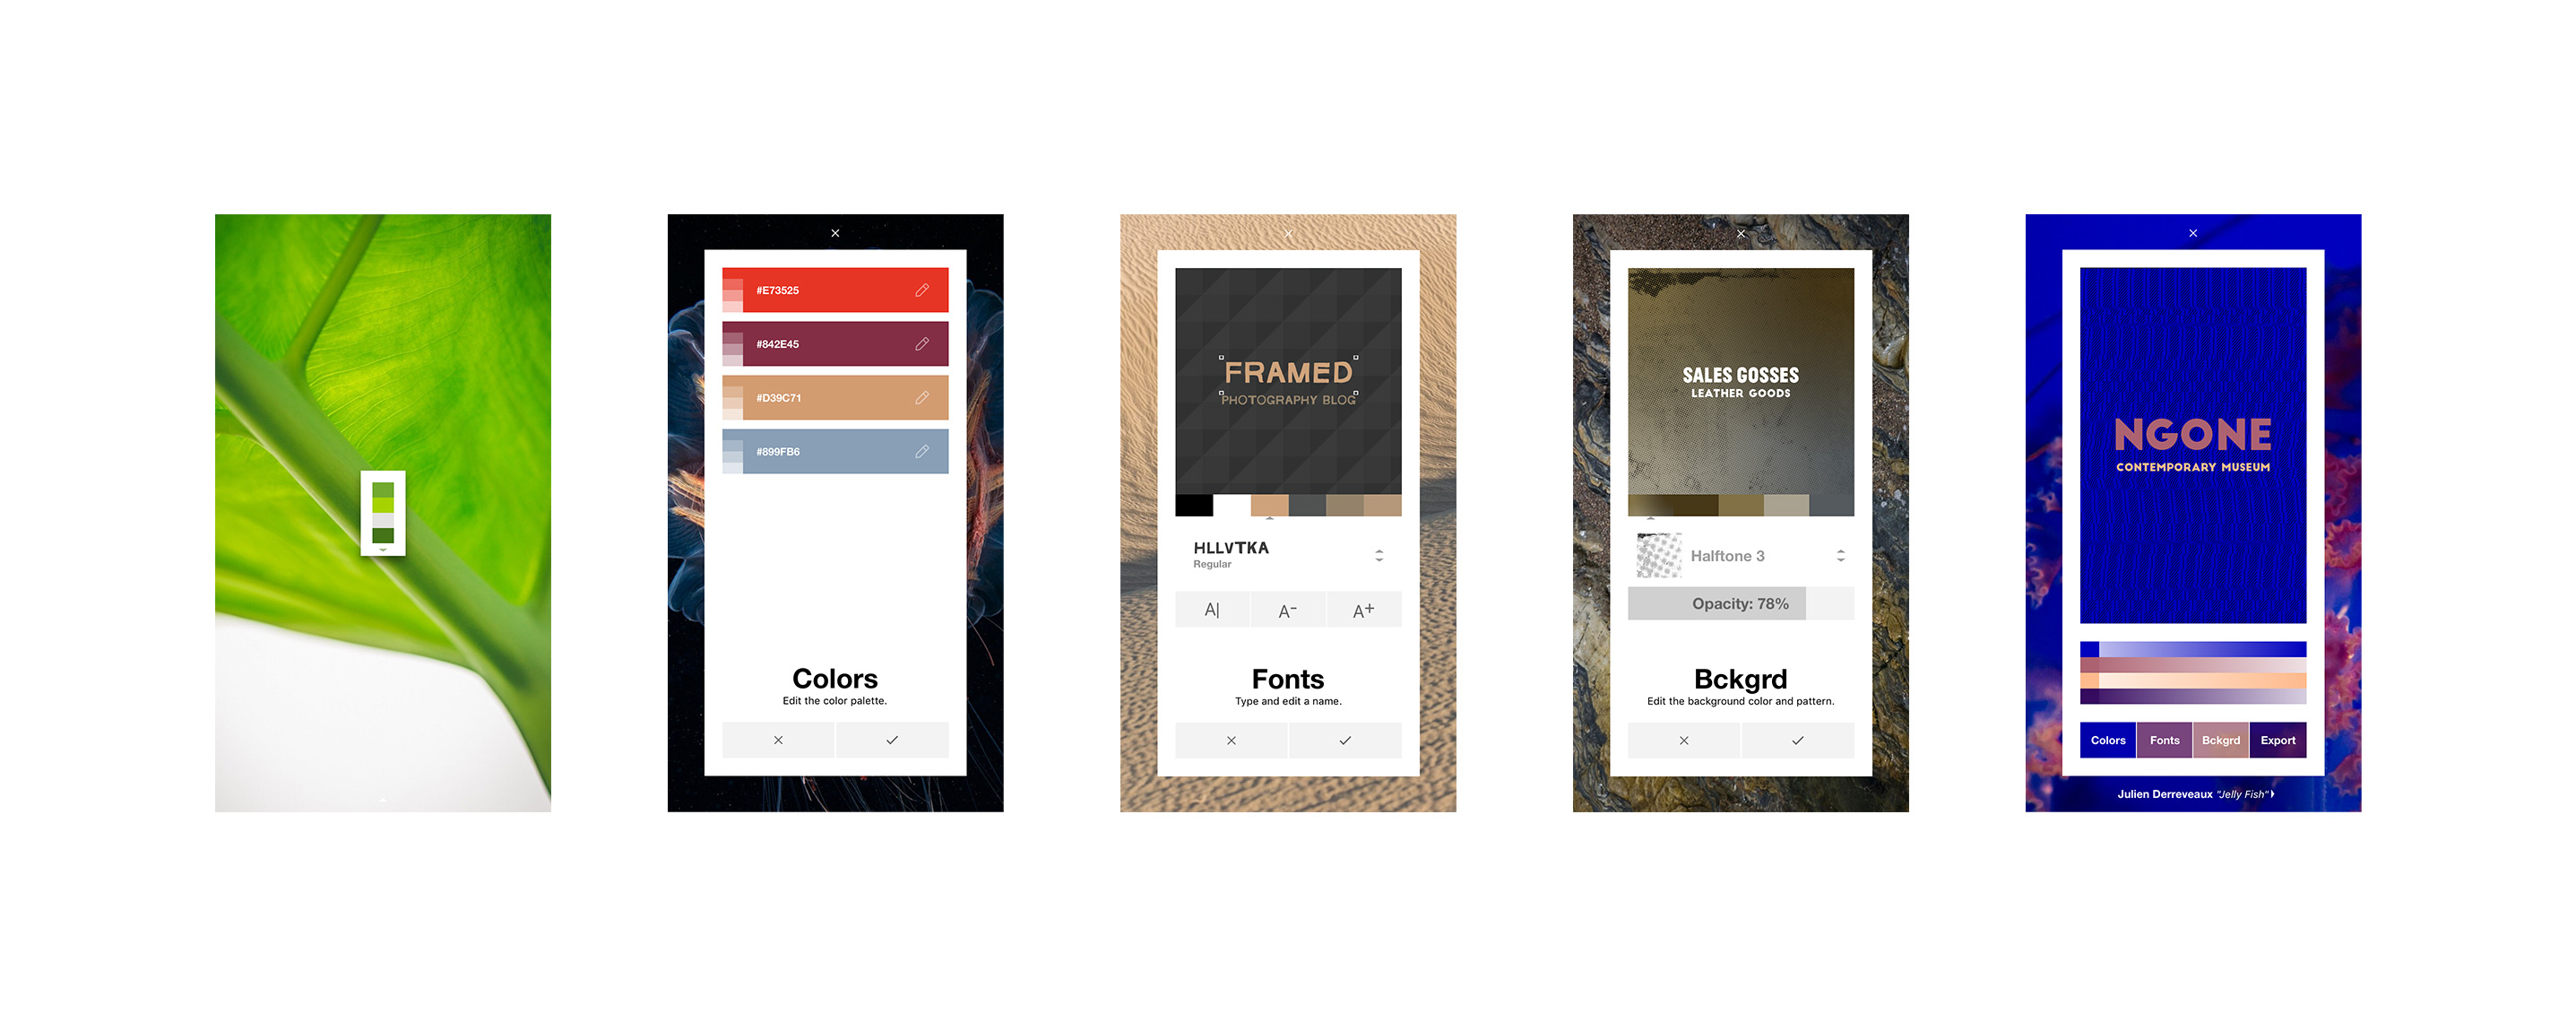 #E73525
#842E45
#D39C71
#899FB6
Colors
Edit the color palette.
FRAMED
PHOTOGRAPHY BLOG
HLLVTKA
Regular
A|
A-
A+
Fonts
Type and edit a name.
SALES GOSSES
LEATHER GOODS
Halftone 3
Opacity: 78%
Bckgrd
Edit the background color and pattern.
NGONE
CONTEMPORARY MUSEUM
Colors Fonts Bckgrd Export
Julien Derreveaux "Jelly Fish"